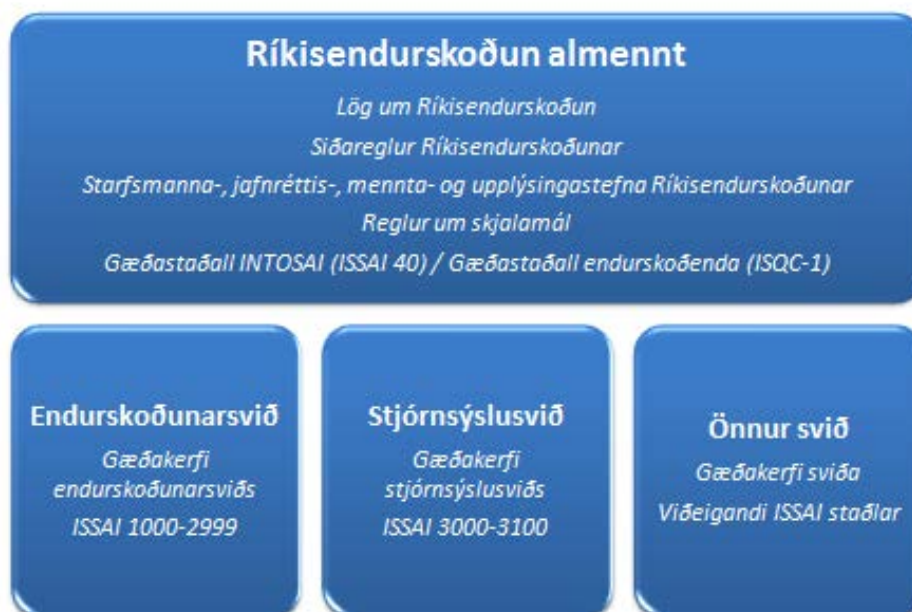 Ríkisendurskoðun almennt
Lög um Ríkisendurskoðun
Siðareglur Ríkisendurskoðunar
Starfsmanna-, jafnréttis-, mennta- og upplýsingastefna Ríkisendurskoðunar
Reglur um skjalamál
Gæðastaðall INTOSAI (ISSAI 40) / Gæðastaðall endurskoðenda (ISQC-1)
Endurskoðunarsvið
Gæðakerfi
endurskoðunarsviðs
ISSAI 1000-2999
Stjórnsýslusvið
Gæðakerfi
stjórnsýslusviðs
ISSAI 3000-3100
Önnur svið
Gæðakerfi sviða
Viðeigandi ISSAI staðlar